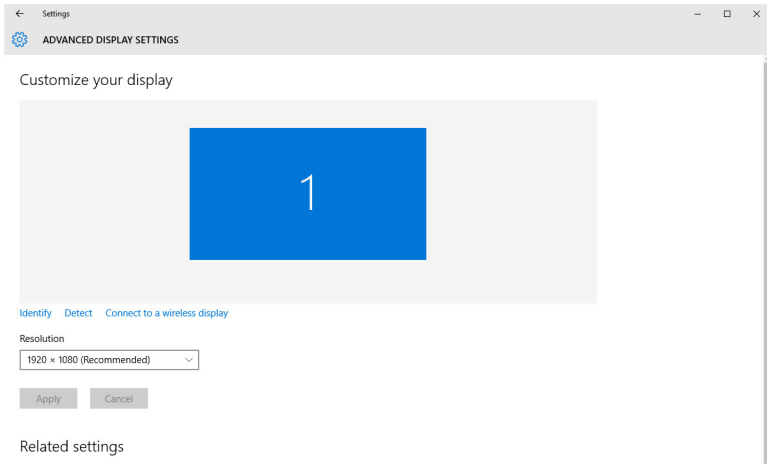 Settings
ADVANCED DISPLAY SETTINGS
Customize your display
1
Identify Detect Connect to a wireless display
Resolution
1920 × 1080 (Recommended)
Apply Cancel
Related settings